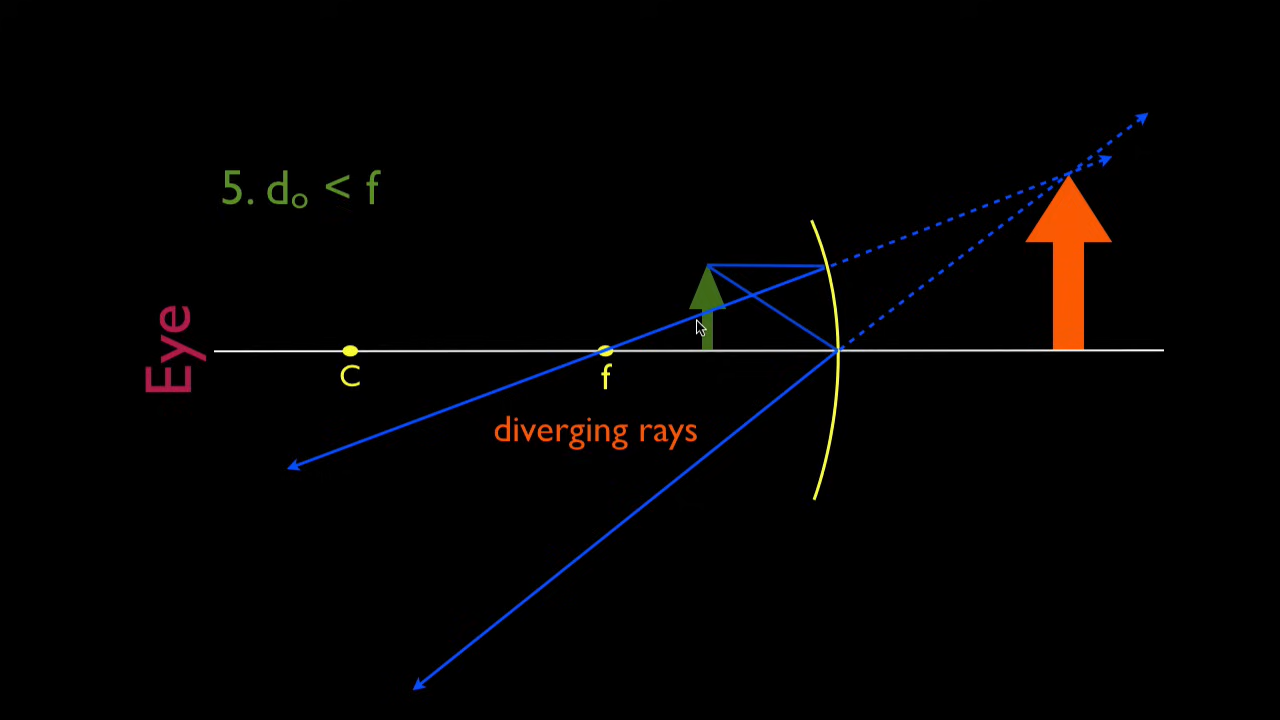 5. dₒ < f
Eye
C
f
diverging rays